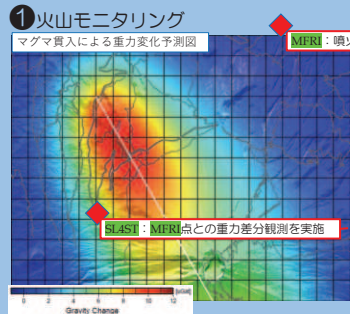 ❶火山モニタリング
マグマ貫入による重力変化予測図
MFRI：噴火
SL4ST：MFRI点との重力差分観測を実施
0 2 4 6 8 10 12
Gravity Change